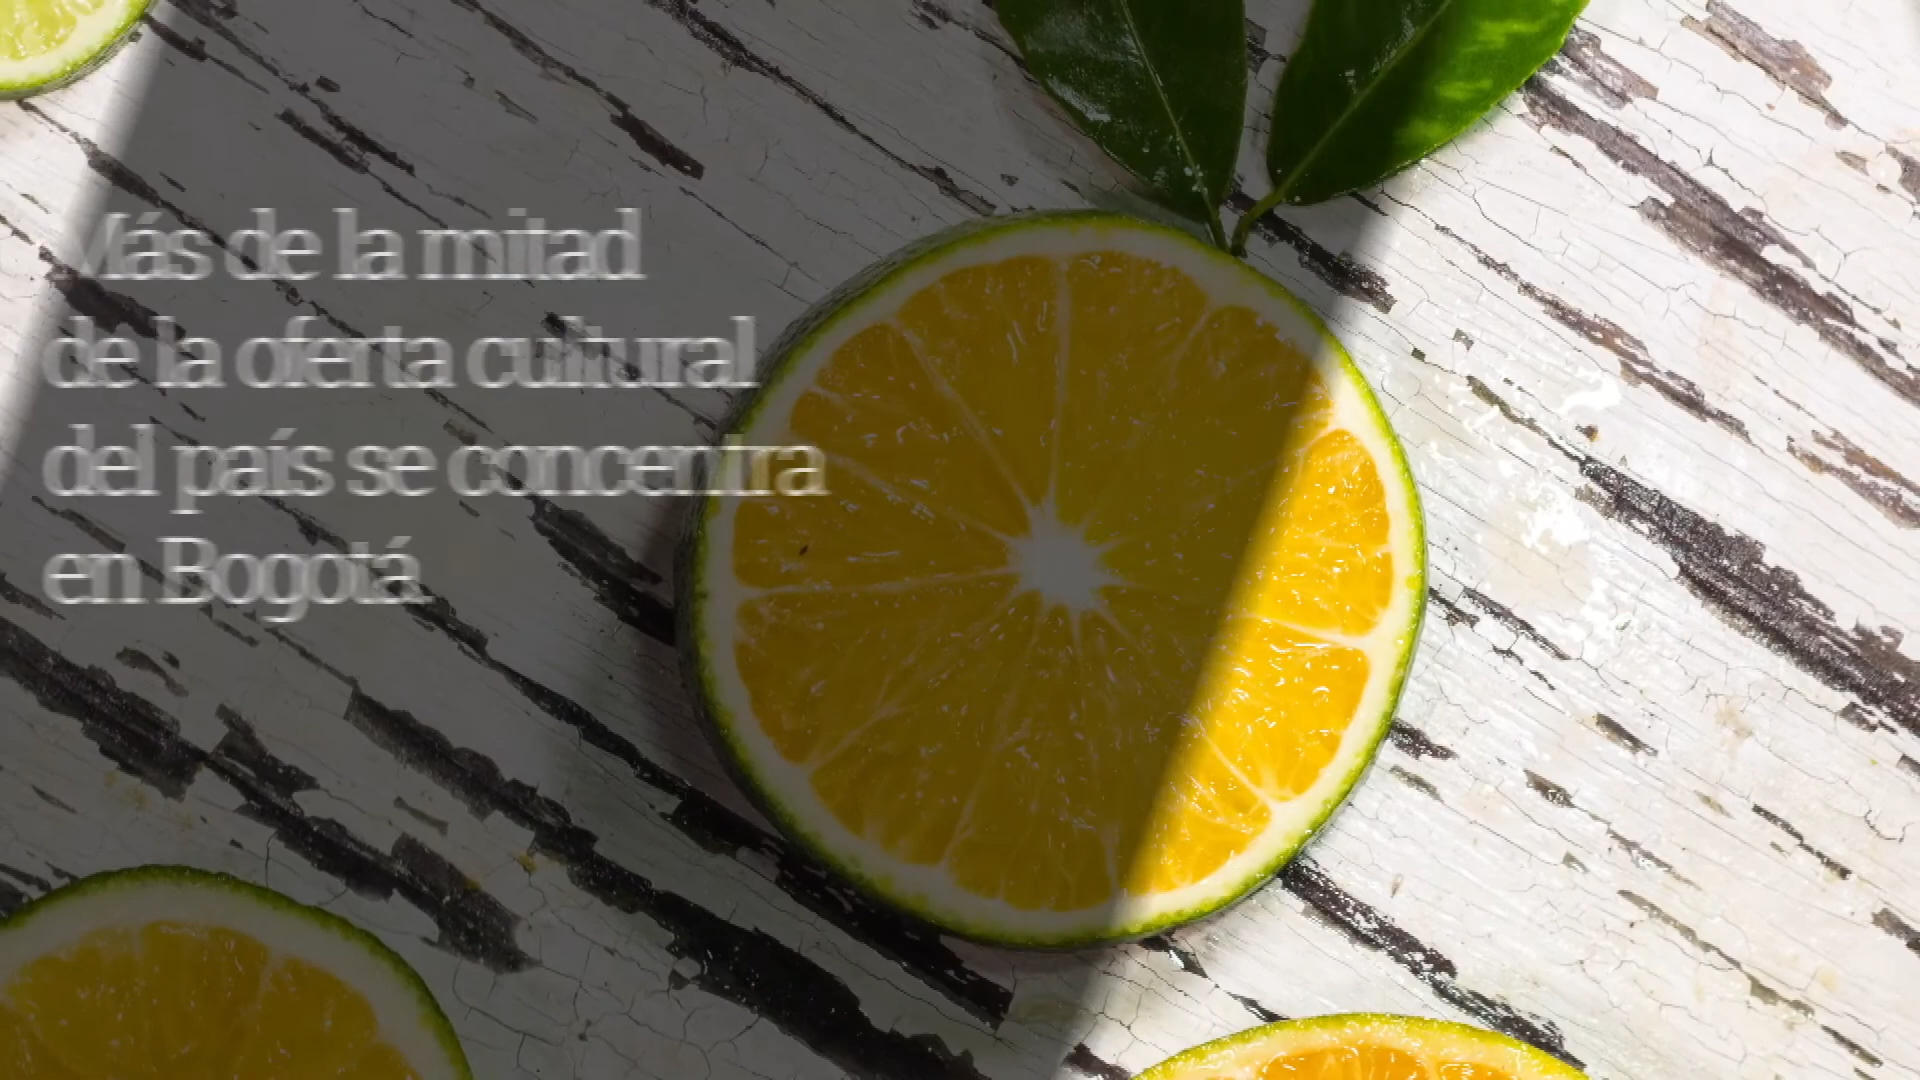 Más de la mitad
de la oferta cultural
del país se concentra
en Bogotá.